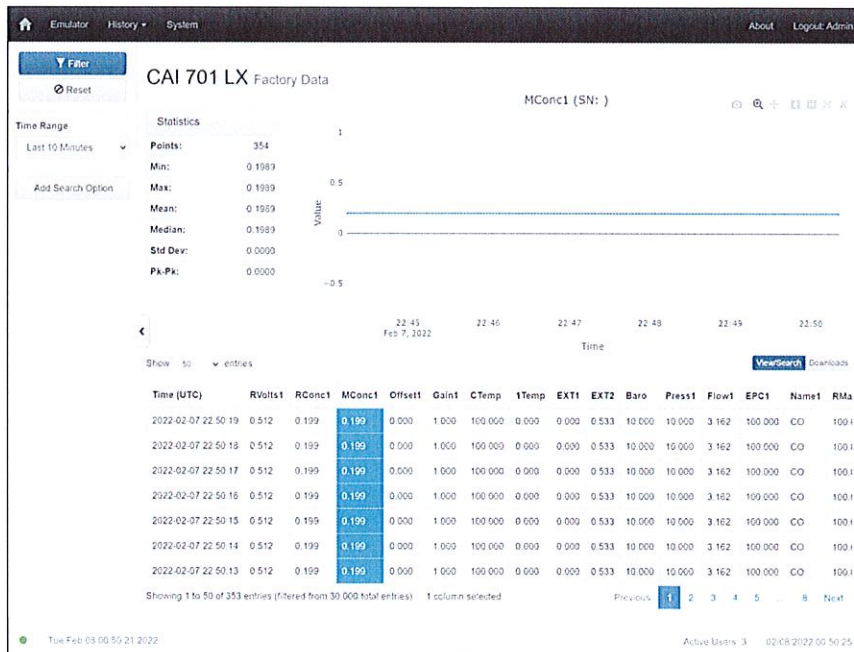 Emulator History System About Logout: Admin
Filter
Reset
Time Range
Last 10 Minutes
Add Search Option
CAI 701 LX Factory Data
Statistics
Points: 354
Min: 0.1989
Max: 0.1989
Mean: 0.1989
Median: 0.1989
Std Dev: 0.0000
Pk-Pk: 0.0000
MConc1 (SN: )
Value
1
0.5
0
−0.5
22:45 22:46 22:47 22:48 22:49 22:50
Feb 7, 2022
Time
Show 50 entries
View/Search Downloads
Time (UTC) RVolts1 RConc1 MConc1 Offset1 Gain1 CTemp 1Temp EXT1 EXT2 Baro Press1 Flow1 EPC1 Name1 RMa
2022-02-07 22:50:19 0.512 0.199 0.199 0.000 1.000 100.000 0.000 0.000 0.533 10.000 10.000 3.162 100.000 CO 100.
2022-02-07 22:50:18 0.512 0.199 0.199 0.000 1.000 100.000 0.000 0.000 0.533 10.000 10.000 3.162 100.000 CO 100.
2022-02-07 22:50:17 0.512 0.199 0.199 0.000 1.000 100.000 0.000 0.000 0.533 10.000 10.000 3.162 100.000 CO 100.
2022-02-07 22:50:16 0.512 0.199 0.199 0.000 1.000 100.000 0.000 0.000 0.533 10.000 10.000 3.162 100.000 CO 100.
2022-02-07 22:50:15 0.512 0.199 0.199 0.000 1.000 100.000 0.000 0.000 0.533 10.000 10.000 3.162 100.000 CO 100.
2022-02-07 22:50:14 0.512 0.199 0.199 0.000 1.000 100.000 0.000 0.000 0.533 10.000 10.000 3.162 100.000 CO 100.
2022-02-07 22:50:13 0.512 0.199 0.199 0.000 1.000 100.000 0.000 0.000 0.533 10.000 10.000 3.162 100.000 CO 100.
Showing 1 to 50 of 353 entries (filtered from 30,000 total entries) 1 column selected
Previous 1 2 3 4 5 ... 8 Next
Tue Feb 08 00:50:21 2022
Active Users: 3 02/08/2022 00:50:25